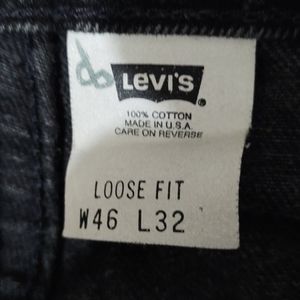 LEVI'S
100% COTTON
MADE IN U.S.A.
CARE ON REVERSE
LOOSE FIT
W46 L32